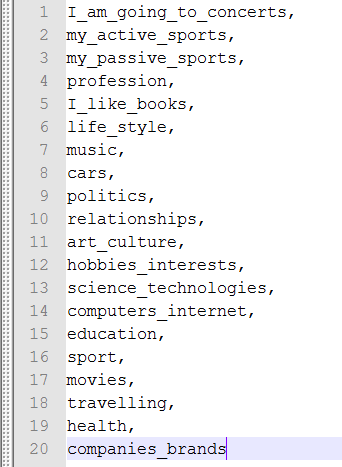 1 I_am_going_to_concerts,
2 my_active_sports,
3 my_passive_sports,
4 profession,
5 I_like_books,
6 life_style,
7 music,
8 cars,
9 politics,
10 relationships,
11 art_culture,
12 hobbies_interests,
13 science_technologies,
14 computers_internet,
15 education,
16 sport,
17 movies,
18 travelling,
19 health,
20 companies_brands